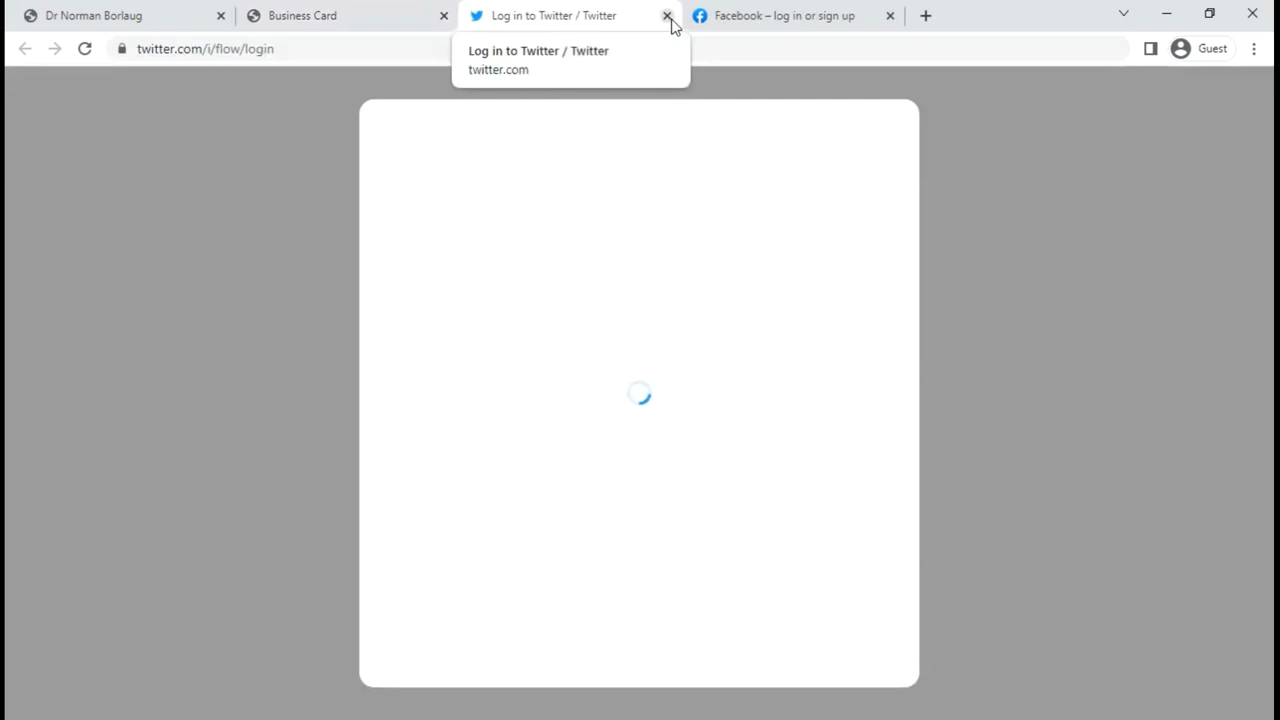 Dr Norman Borlaug
Business Card
Log in to Twitter / Twitter
Facebook – log in or sign up
twitter.com/i/flow/login
Guest
Log in to Twitter / Twitter
twitter.com